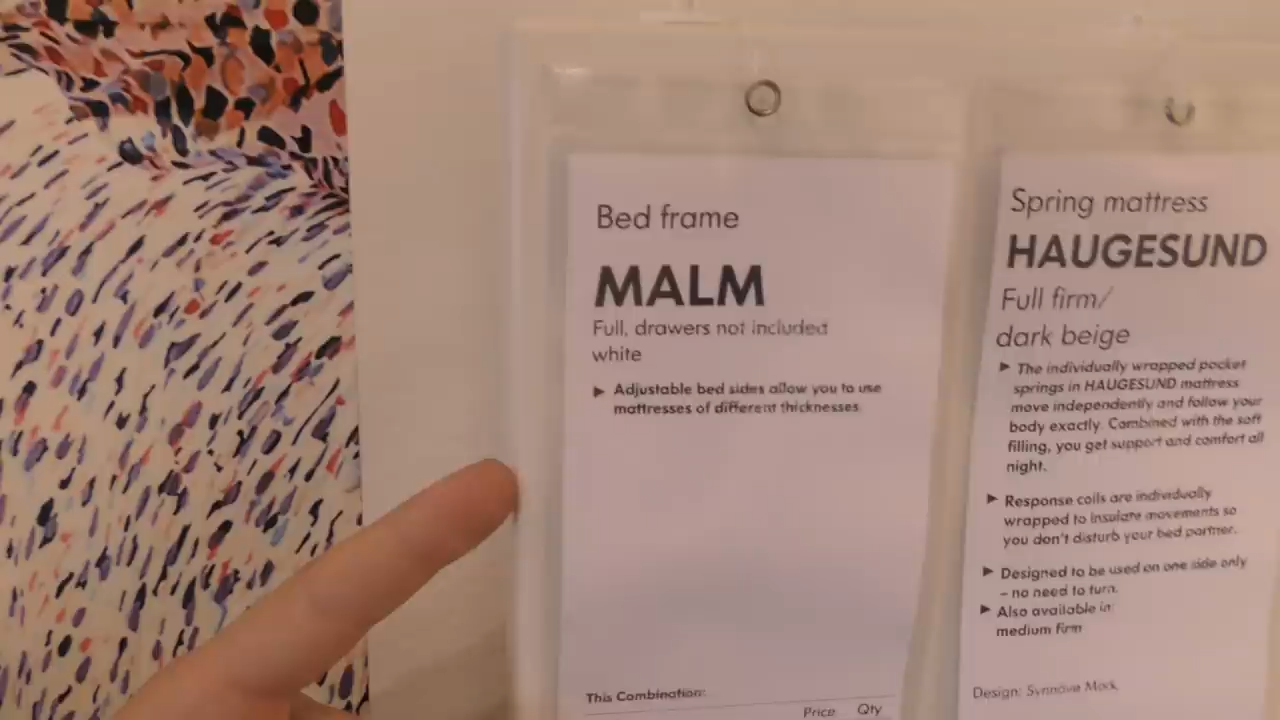 Bed frame
MALM
Full, drawers not included
white
► Adjustable bed sides allow you to use
mattresses of different thicknesses
This Combination:
Price Qty
Spring mattress
HAUGESUND
Full firm/
dark beige
► The individually wrapped pocket
springs in HAUGESUND mattress
move independently and follow your
body exactly. Combined with the soft
filling, you get support and comfort all
night.
► Response coils are individually
wrapped to insulate movements so
you don't disturb your bed partner.
► Designed to be used on one side only
– no need to turn.
► Also available in:
medium firm
Design: Synnöve Mork